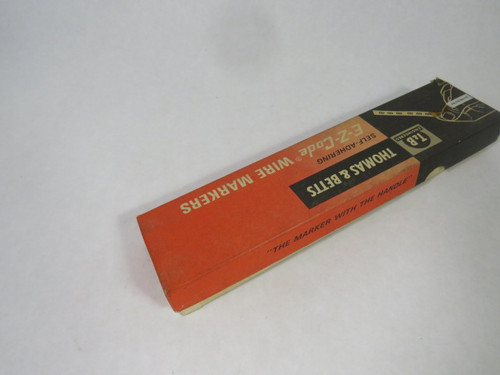 T&B
THOMAS & BETTS
SELF-ADHERING
E-Z-Code® WIRE MARKERS
"THE MARKER WITH THE HANDLE"